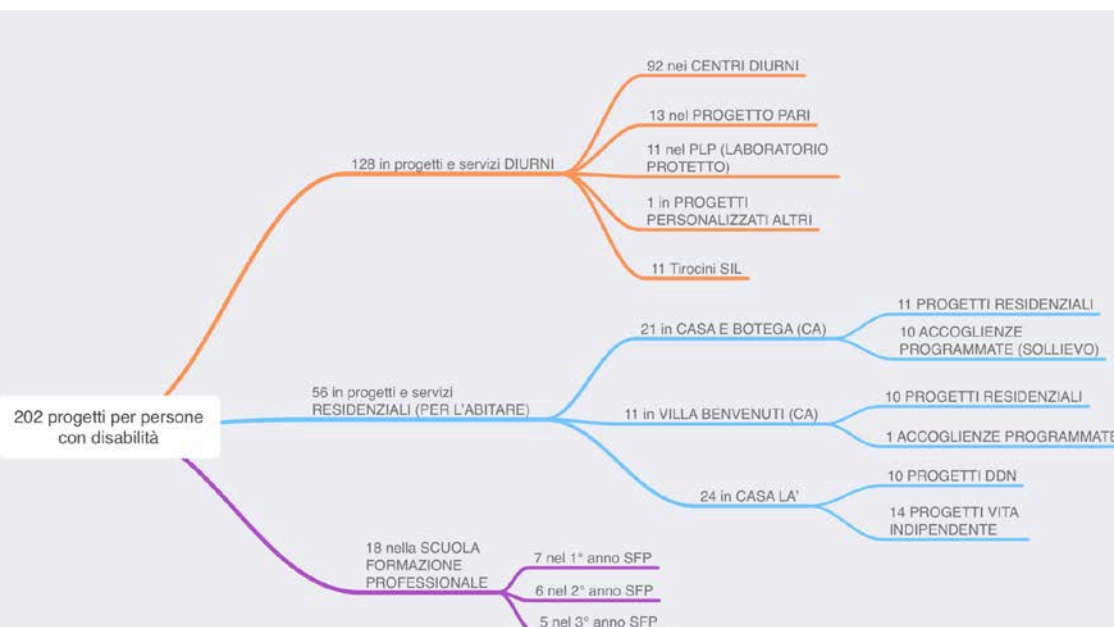 92 nei CENTRI DIURNI
13 nel PROGETTO PARI
128 in progetti e servizi DIURNI
11 nel PLP (LABORATORIO
PROTETTO)
1 in PROGETTI
PERSONALIZZATI ALTRI
11 Tirocini SIL
202 progetti per persone
con disabilità
56 in progetti e servizi
RESIDENZIALI (PER L'ABITARE)
21 in CASA E BOTEGA (CA)
11 PROGETTI RESIDENZIALI
10 ACCOGLIENZE
PROGRAMMATE (SOLLIEVO)
11 in VILLA BENVENUTI (CA)
10 PROGETTI RESIDENZIALI
1 ACCOGLIENZE PROGRAMMATE
24 in CASA LA'
10 PROGETTI DDN
14 PROGETTI VITA
INDIPENDENTE
18 nella SCUOLA
FORMAZIONE
PROFESSIONALE
7 nel 1° anno SFP
6 nel 2° anno SFP
5 nel 3° anno SFP